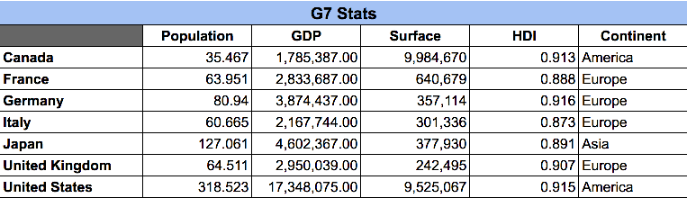 G7 Stats
Population GDP Surface HDI Continent
Canada 35.467 1,785,387.00 9,984,670 0.913 America
France 63.951 2,833,687.00 640,679 0.888 Europe
Germany 80.94 3,874,437.00 357,114 0.916 Europe
Italy 60.665 2,167,744.00 301,336 0.873 Europe
Japan 127.061 4,602,367.00 377,930 0.891 Asia
United Kingdom 64.511 2,950,039.00 242,495 0.907 Europe
United States 318.523 17,348,075.00 9,525,067 0.915 America